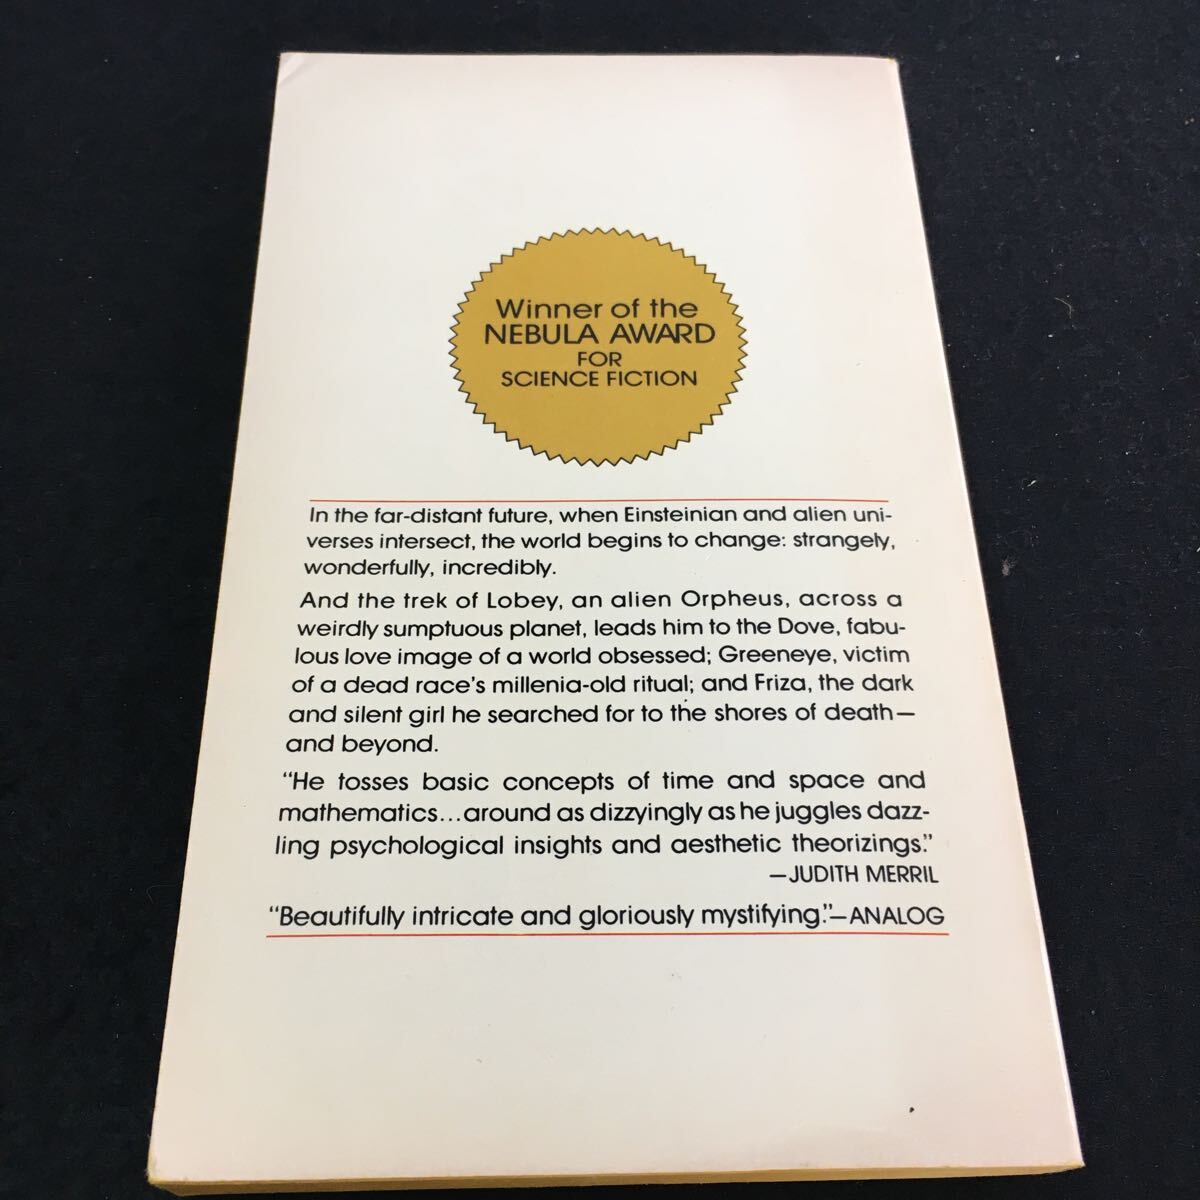 Winner of the
NEBULA AWARD
FOR
SCIENCE FICTION
In the far-distant future, when Einsteinian and alien uni-
verses intersect, the world begins to change: strangely,
wonderfully, incredibly.
And the trek of Lobey, an alien Orpheus, across a
weirdly sumptuous planet, leads him to the Dove, fabu-
lous love image of a world obsessed; Greeneye, victim
of a dead race's millenia-old ritual; and Friza, the dark
and silent girl he searched for to the shores of death—
and beyond.
"He tosses basic concepts of time and space and
mathematics...around as dizzyingly as he juggles dazz-
ling psychological insights and aesthetic theorizings."
—JUDITH MERRIL
"Beautifully intricate and gloriously mystifying."—ANALOG